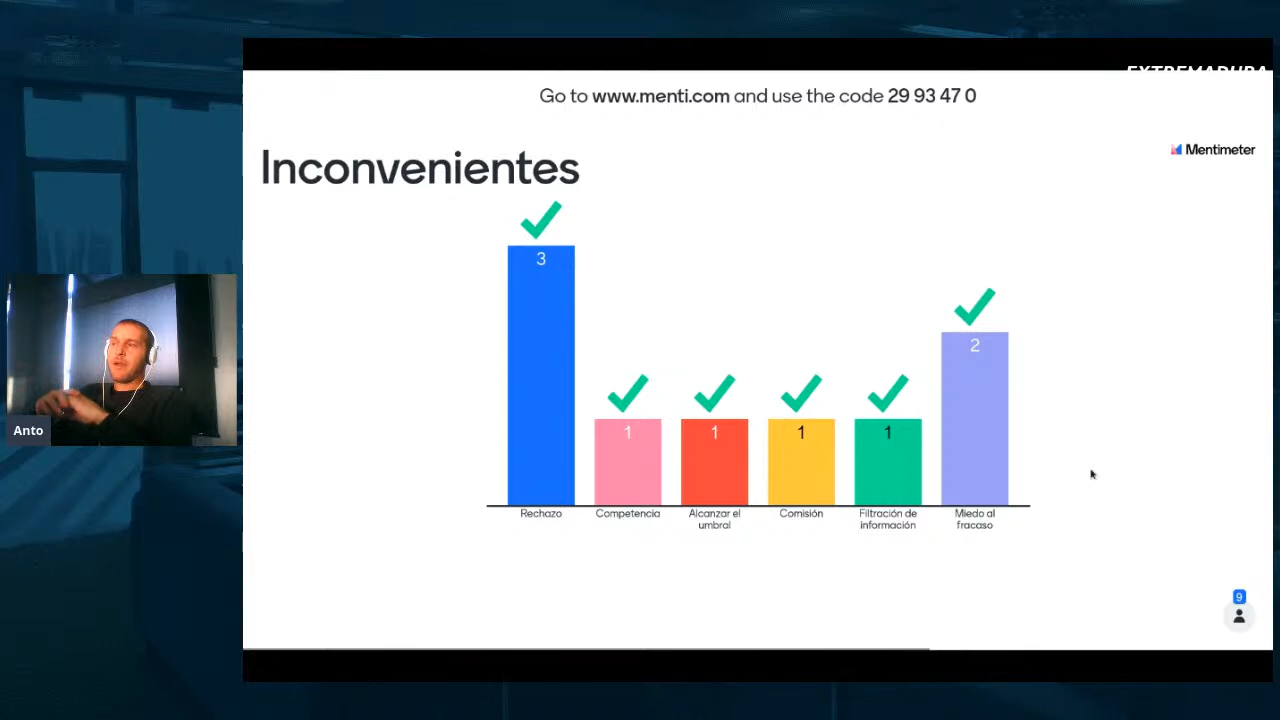 EXTREMADURA
Go to www.menti.com and use the code 29 93 47 0
Mentimeter
Inconvenientes
3
2
1
1
1
1
Rechazo
Competencia
Alcanzar el
umbral
Comisión
Filtración de
información
Miedo al
fracaso
Anto
9